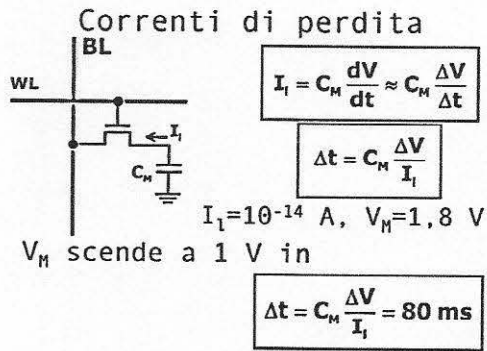 Correnti di perdita
BL
WL
I_l = C_M dV/dt ≈ C_M ΔV/Δt
I_l
C_M
Δt = C_M ΔV/I_l
I_l=10^-14 A, V_M=1,8 V
V_M scende a 1 V in
Δt = C_M ΔV/I_l = 80 ms